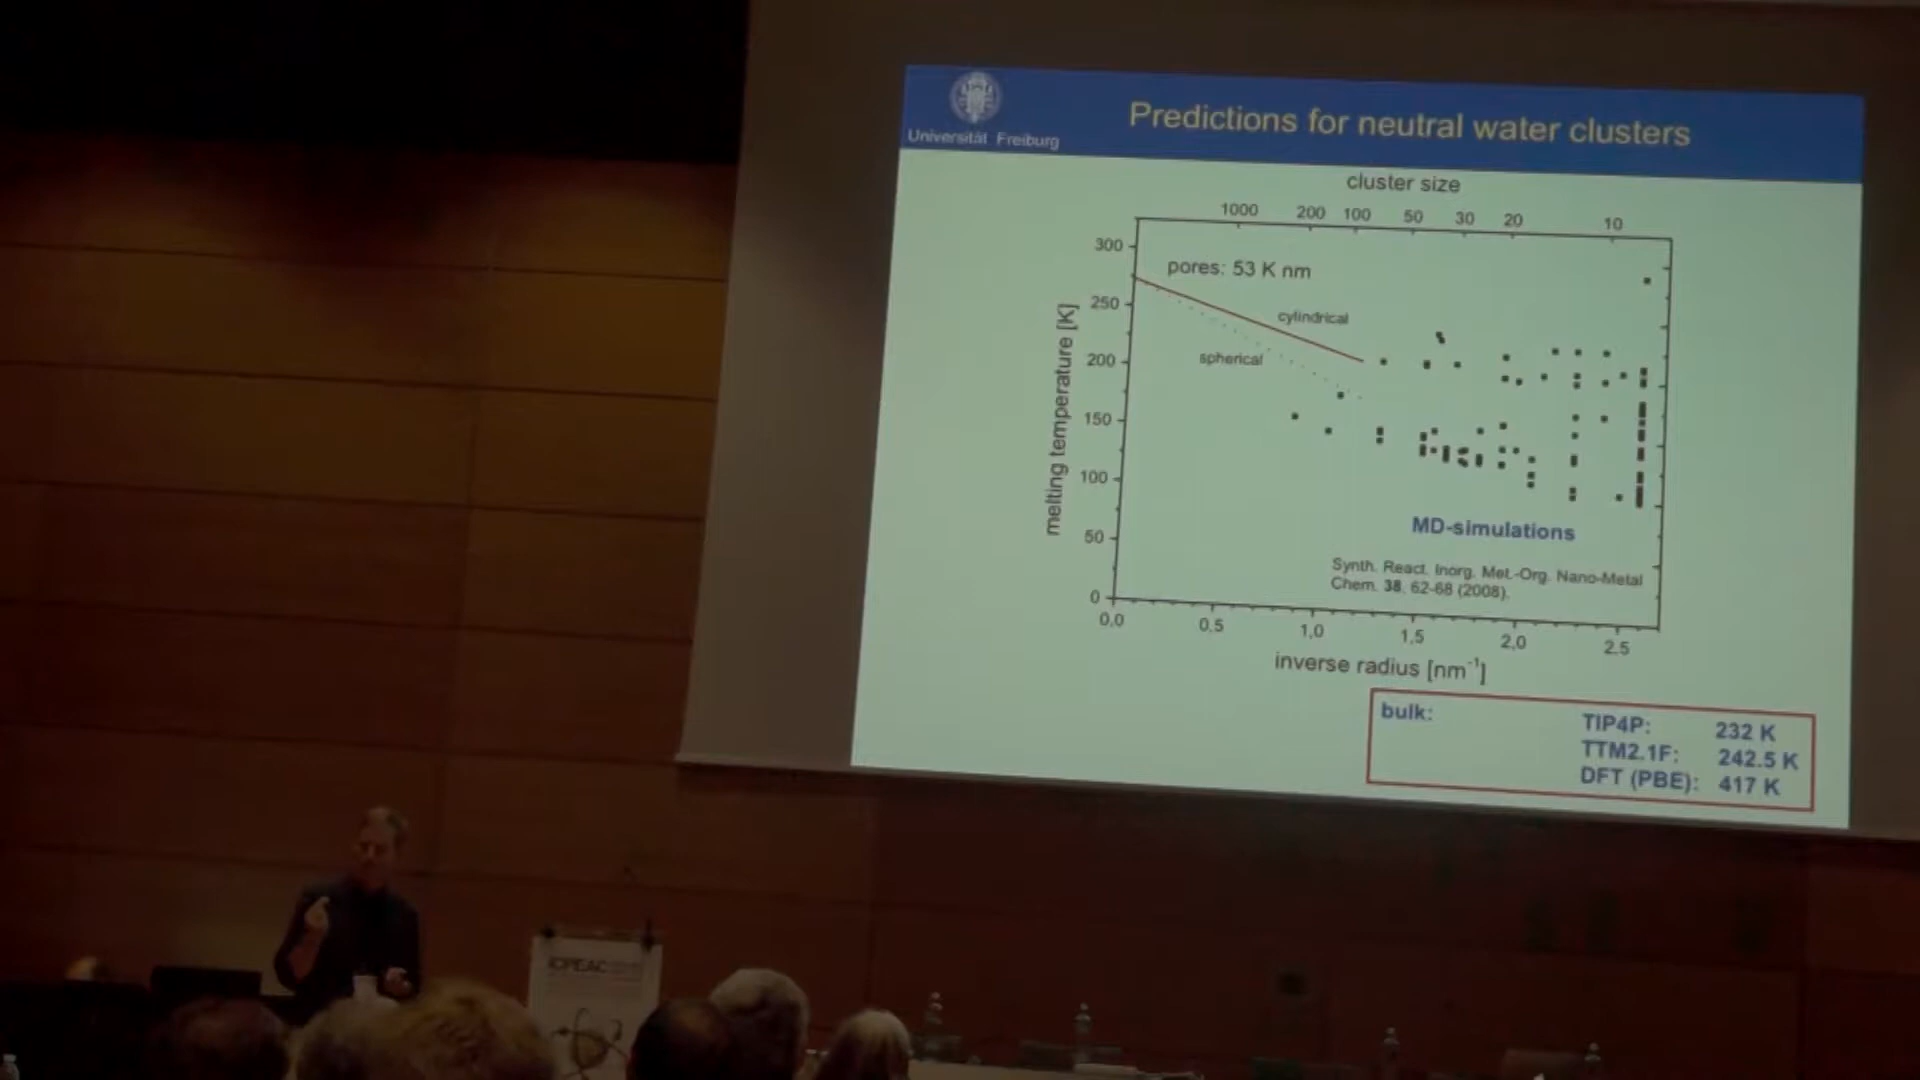 Universität Freiburg
Predictions for neutral water clusters
cluster size
1000 200 100 50 30 20 10
300
250
200
150
100
50
0
melting temperature [K]
pores: 53 K nm
cylindrical
spherical
MD-simulations
Synth. React. Inorg. Met.-Org. Nano-Metal
Chem. 38, 62-68 (2008).
0,0 0,5 1,0 1,5 2,0 2,5
inverse radius [nm⁻¹]
bulk: TIP4P: 232 K
TTM2.1F: 242.5 K
DFT (PBE): 417 K
ICPEAC